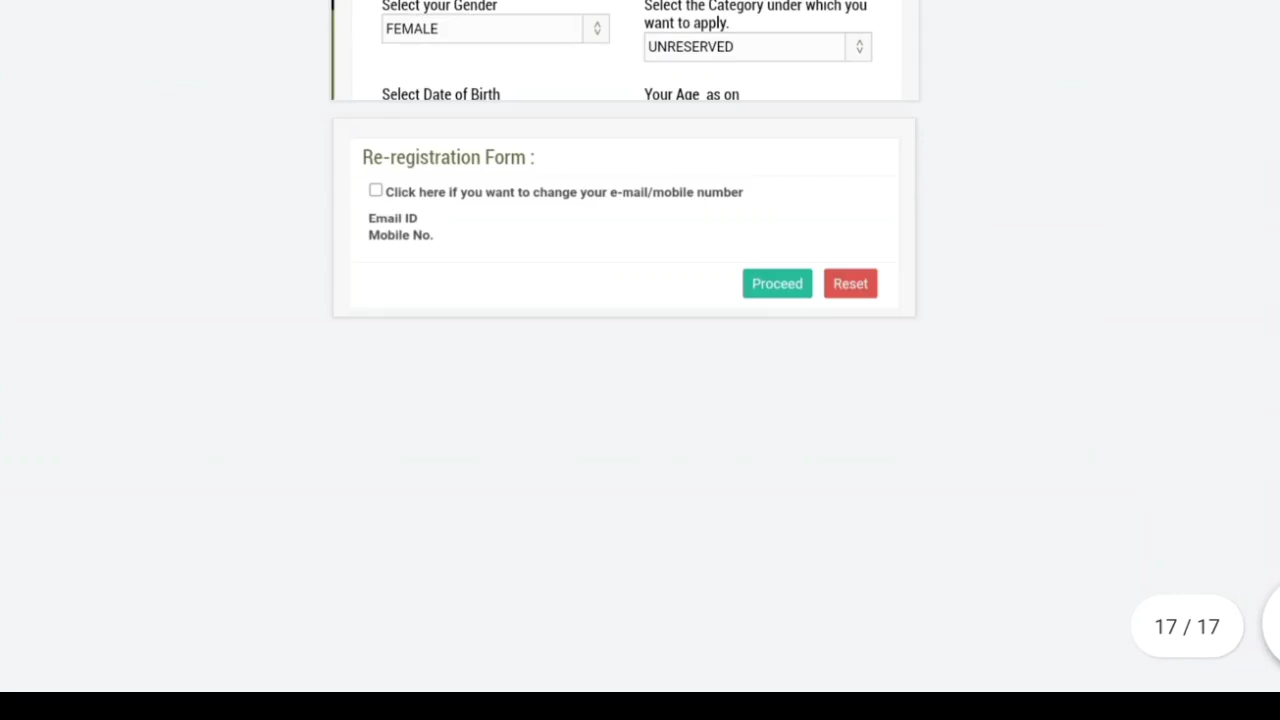 Select your Gender
Select the Category under which you
want to apply.
FEMALE
UNRESERVED
Select Date of Birth
Your Age as on
Re-registration Form :
Click here if you want to change your e-mail/mobile number
Email ID
Mobile No.
Proceed
Reset
17 / 17